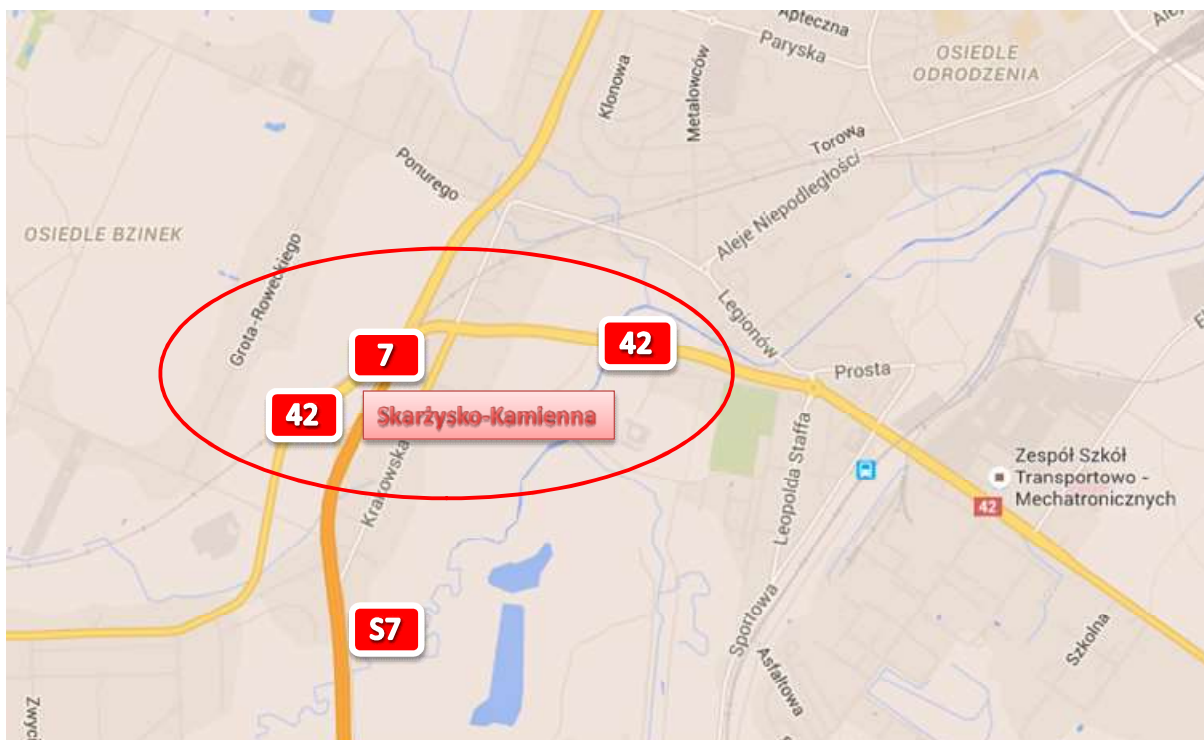 Apteczna
Paryska
Klonowa
Metalowców
OSIEDLE
ODRODZENIA
Torowa
Ponurego
Aleje Niepodległości
OSIEDLE BZINEK
Grota-Roweckiego
Legionów
7
42
42
Prosta
Skarżysko-Kamienna
Krakowska
Leopolda Staffa
Zespół Szkół
Transportowo -
Mechatronicznych
42
S7
Sportowa
Asfaltowa
Szkolna